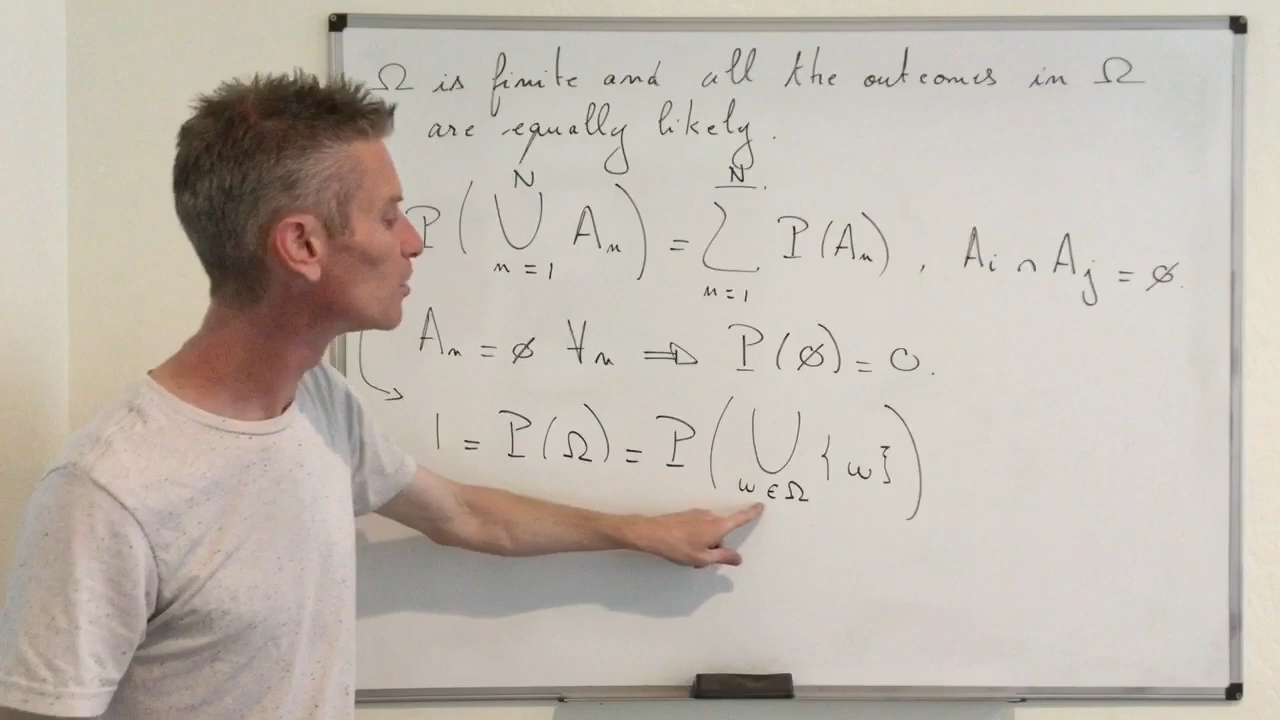 Ω is finite and all the outcomes in Ω
are equally likely.
P(⋃_{n=1}^{N} A_n) = ∑_{n=1}^{N} P(A_n), A_i ∩ A_j = ∅.
A_n = ∅ ∀n ⇒ P(∅) = 0.
1 = P(Ω) = P(⋃_{ω∈Ω} {ω})